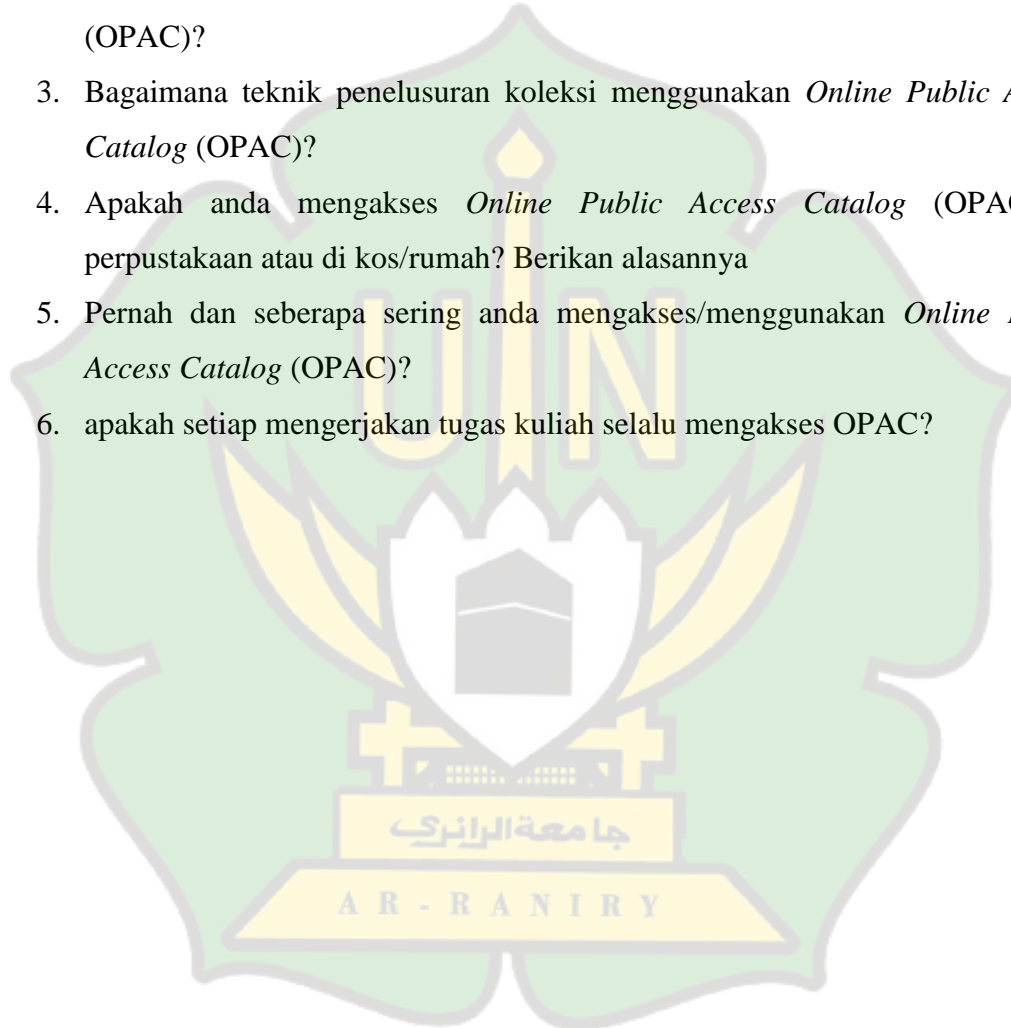 (OPAC)?
3. Bagaimana teknik penelusuran koleksi menggunakan Online Public
Catalog (OPAC)?
4. Apakah anda mengakses Online Public Access Catalog (OPAC
perpustakaan atau di kos/rumah? Berikan alasannya
5. Pernah dan seberapa sering anda mengakses/menggunakan Online
Access Catalog (OPAC)?
6. apakah setiap mengerjakan tugas kuliah selalu mengakses OPAC?
UIN
جامعةالرانري
AR-RANIRY